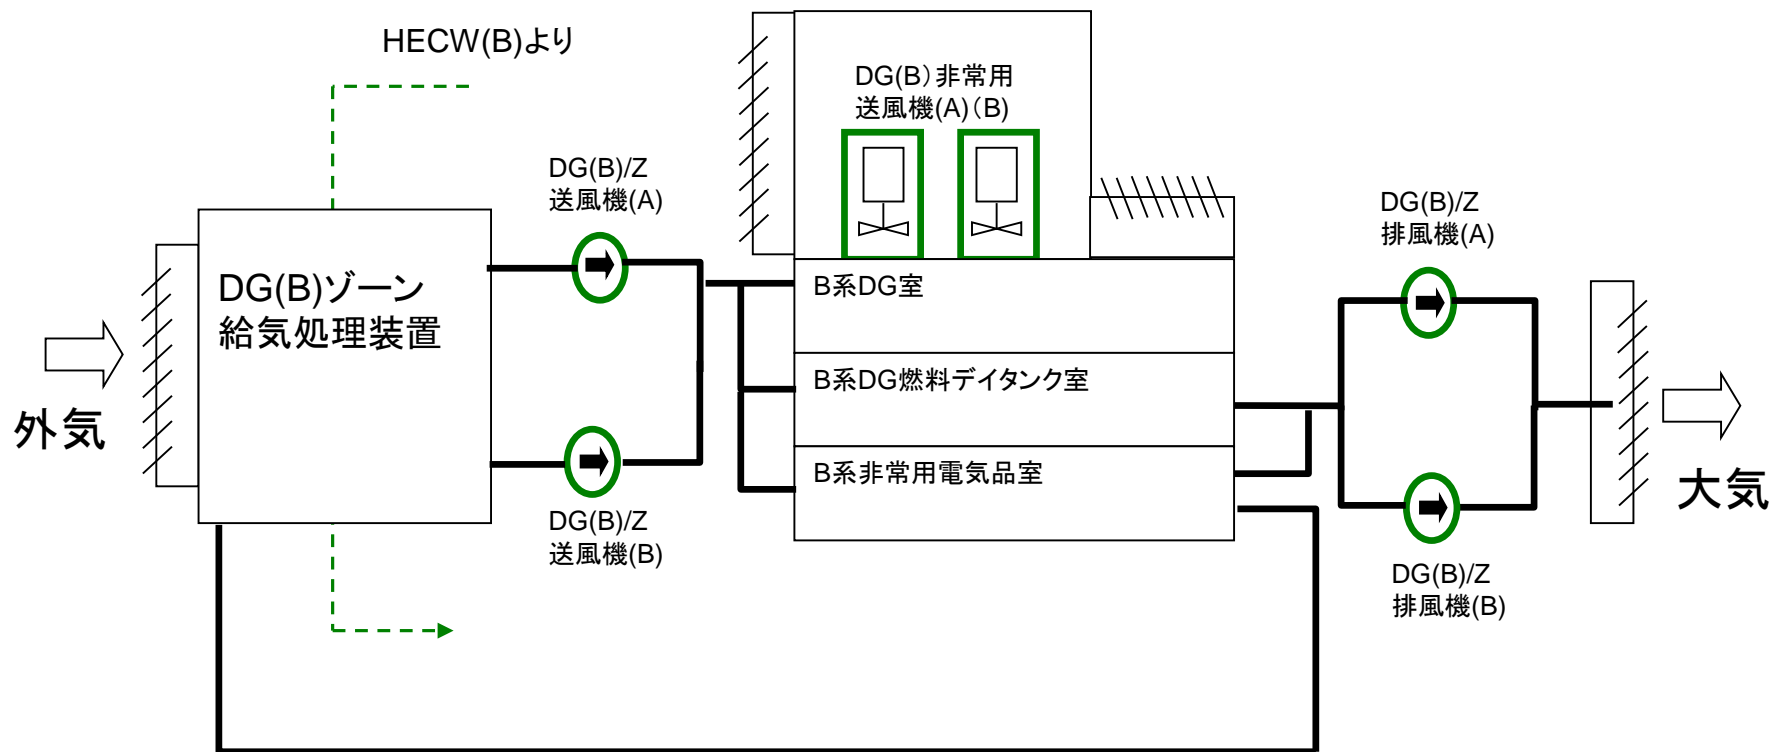 HECW(B)より
DG(B)非常用
送風機(A)(B)
DG(B)/Z
送風機(A)
DG(B)/Z
排風機(A)
DG(B)ゾーン
給気処理装置
B系DG室
B系DG燃料デイタンク室
外気
B系非常用電気品室
大気
DG(B)/Z
送風機(B)
DG(B)/Z
排風機(B)